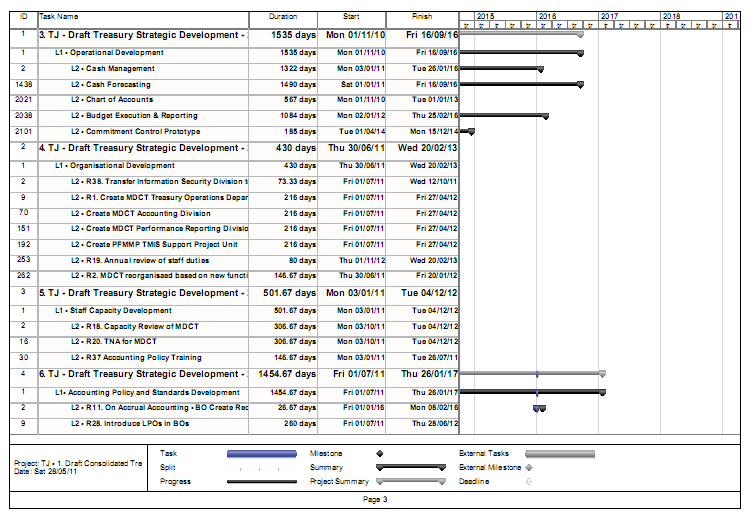 ID Task Name Duration Start Finish 2015 2016 2017 2018 201
1 3. TJ - Draft Treasury Strategic Development - 1535 days Mon 01/11/10 Fri 16/09/16
1 L1 - Operational Development 1535 days Mon 01/11/10 Fri 16/09/16
2 L2 - Cash Management 1322 days Mon 03/01/11 Tue 26/01/16
1438 L2 - Cash Forecasting 1490 days Sat 01/01/11 Fri 16/09/16
2021 L2 - Chart of Accounts 567 days Mon 01/11/10 Tue 01/01/13
2038 L2 - Budget Execution & Reporting 1084 days Mon 02/01/12 Thu 25/02/16
2101 L2 - Commitment Control Prototype 185 days Tue 01/04/14 Mon 15/12/14
2 4. TJ - Draft Treasury Strategic Development - 430 days Thu 30/06/11 Wed 20/02/13
1 L1 - Organisational Development 430 days Thu 30/06/11 Wed 20/02/13
2 L2 - R38. Transfer Information Security Division t 73.33 days Fri 01/07/11 Wed 12/10/11
9 L2 - R1. Create MDCT Treasury Operations Depar 216 days Fri 01/07/11 Fri 27/04/12
70 L2 - Create MDCT Accounting Division 216 days Fri 01/07/11 Fri 27/04/12
151 L2 - Create MDCT Performance Reporting Divisio 216 days Fri 01/07/11 Fri 27/04/12
192 L2 - Create PFMMP TMIS Support Project Unit 216 days Fri 01/07/11 Fri 27/04/12
253 L2 - R19. Annual review of staff duties 80 days Thu 01/11/12 Wed 20/02/13
262 L2 - R2. MDCT reorganisaed based on new functi 146.67 days Thu 30/06/11 Fri 20/01/12
3 5. TJ - Draft Treasury Strategic Development - 501.67 days Mon 03/01/11 Tue 04/12/12
1 L1 - Staff Capacity Development 501.67 days Mon 03/01/11 Tue 04/12/12
2 L2 - R18. Capacity Review of MDCT 306.67 days Mon 03/10/11 Tue 04/12/12
16 L2 - R20. TNA for MDCT 306.67 days Mon 03/10/11 Tue 04/12/12
30 L2 - R37 Accounting Policy Training 146.67 days Mon 03/01/11 Tue 26/07/11
4 6. TJ - Draft Treasury Strategic Development - 1454.67 days Fri 01/07/11 Thu 26/01/17
1 L1- Accounting Policy and Standards Development 1454.67 days Fri 01/07/11 Thu 26/01/17
2 L2 - R11. On Accrual Accounting - BO Create Rec 26.67 days Fri 01/01/16 Mon 08/02/16
9 L2 - R28. Introduce LPOs in BOs 260 days Fri 01/07/11 Thu 28/06/12
Task Milestone External Tasks
Project: TJ - 1. Draft Consolidated Tre
Date: Sat 28/05/11
Split Summary External Milestone
Progress Project Summary Deadline
Page 3